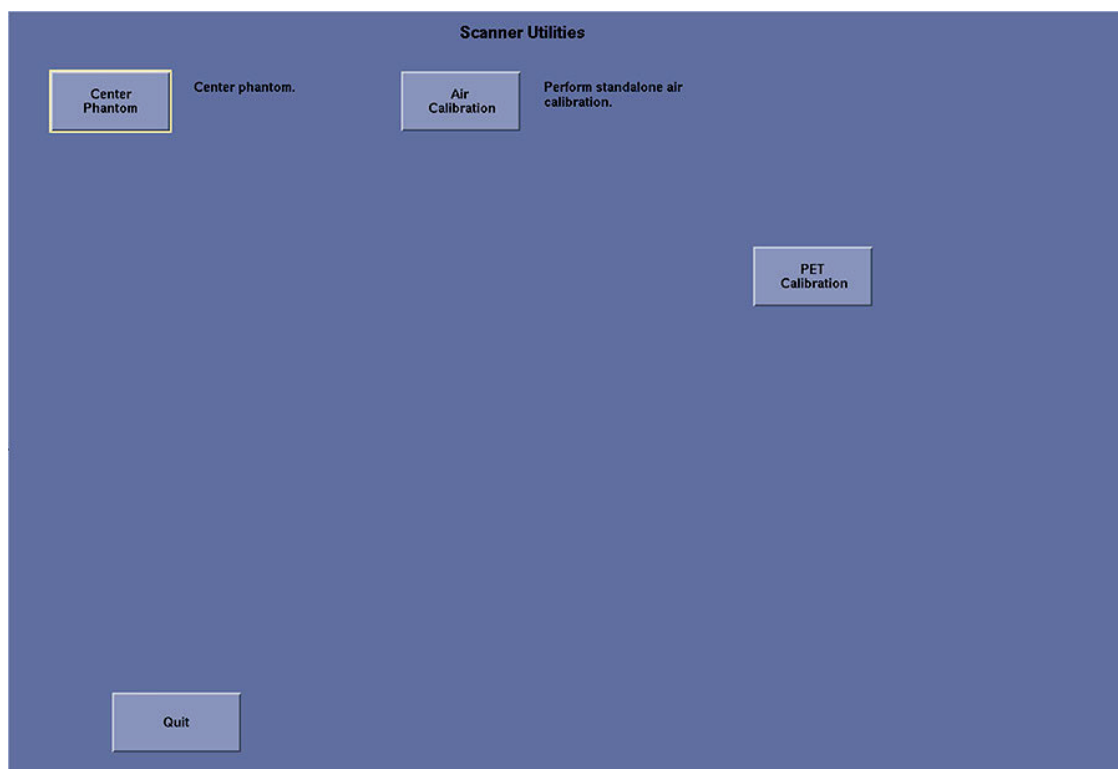 Scanner Utilities
Center
Phantom
Center phantom.
Air
Calibration
Perform standalone air
calibration.
PET
Calibration
Quit